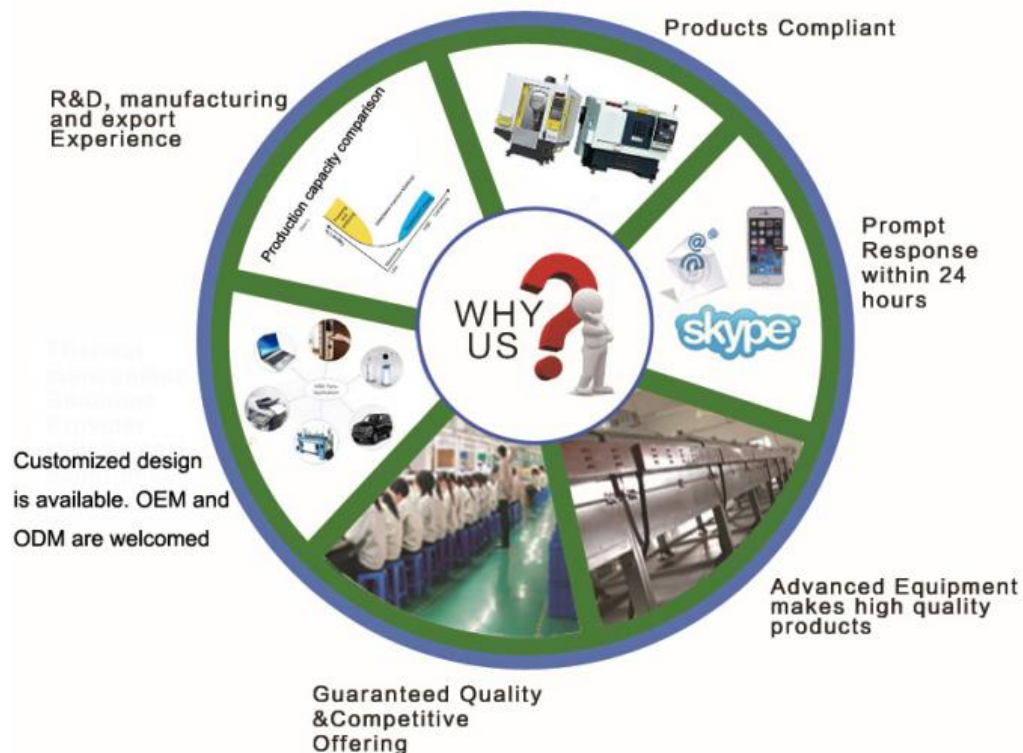 Products Compliant
R&D, manufacturing
and export
Experience
Production capacity comparison
Prompt
Response
within 24
hours
@
@
skype
WHY
US
Customized design
is available. OEM and
ODM are welcomed
Advanced Equipment
makes high quality
products
Guaranteed Quality
&Competitive
Offering